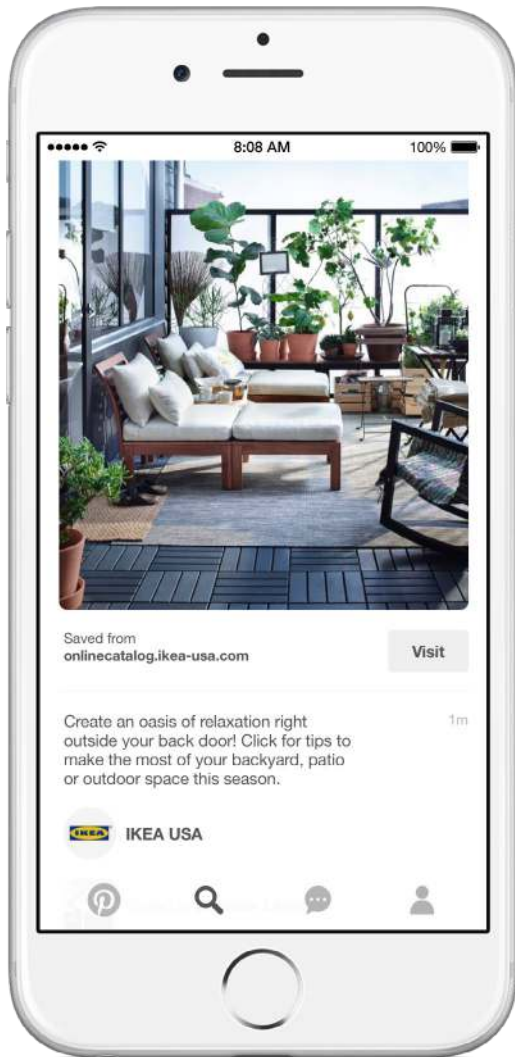 8:08 AM 100%
Saved from
onlinecatalog.ikea-usa.com
Visit
Create an oasis of relaxation right
outside your back door! Click for tips to
make the most of your backyard, patio
or outdoor space this season.
1m
IKEA
IKEA USA